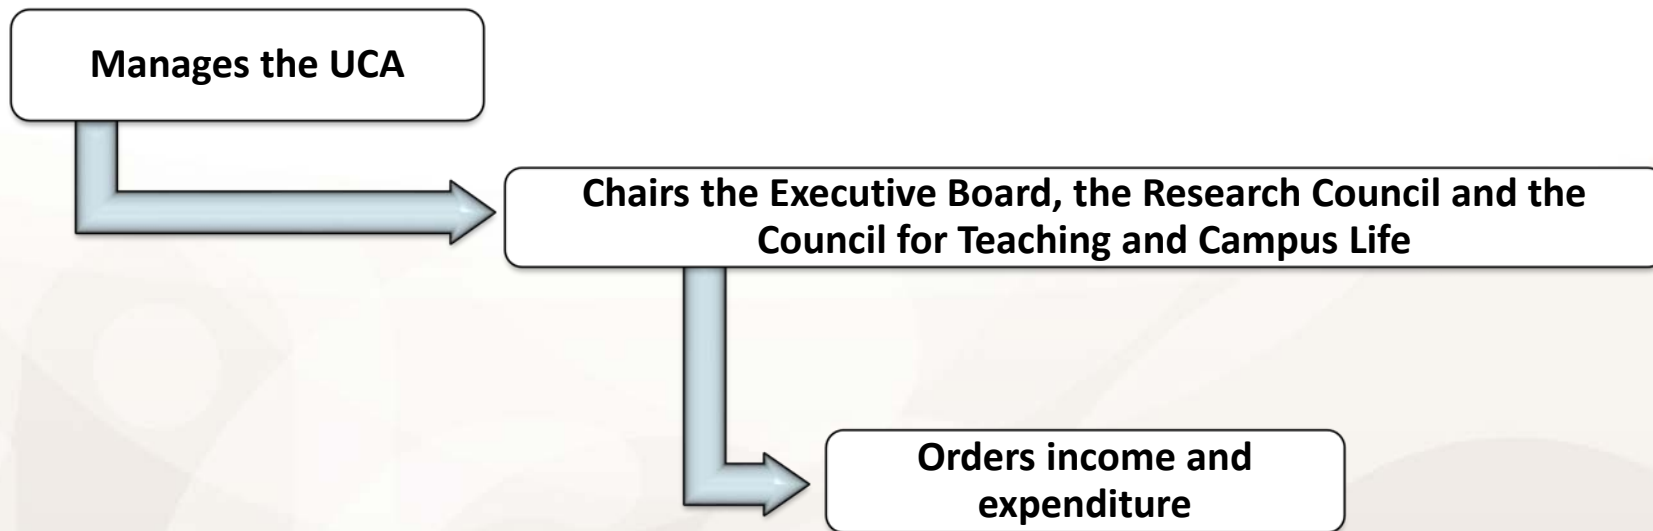 Manages the UCA
Chairs the Executive Board, the Research Council and the
Council for Teaching and Campus Life
Orders income and
expenditure